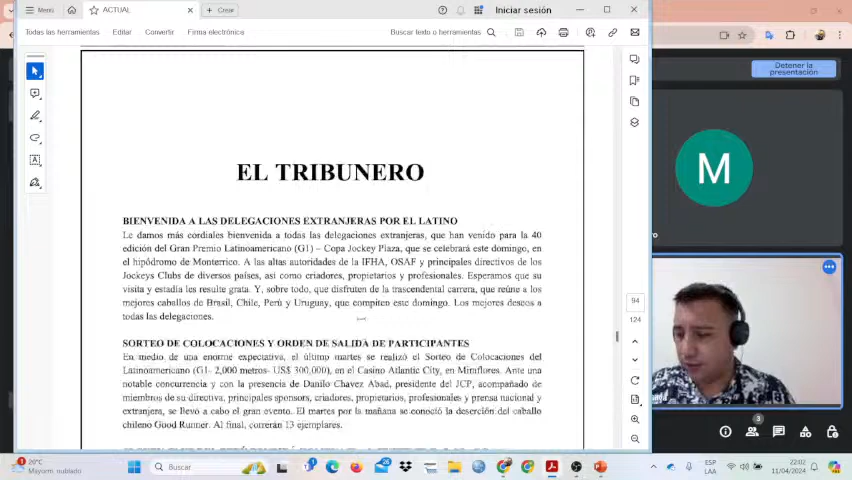 Menú
ACTUAL
Crear
Iniciar sesión
Todas las herramientas
Editar
Convertir
Firma electrónica
Buscar texto o herramientas
Detener la presentación
EL TRIBUNERO
BIENVENIDA A LAS DELEGACIONES EXTRANJERAS POR EL LATINO
Le damos más cordiales bienvenida a todas las delegaciones extranjeras, que han venido para la 40
edición del Gran Premio Latinoamericano (G1) – Copa Jockey Plaza, que se celebrará este domingo, en
el hipódromo de Monterrico. A las altas autoridades de la IFHA, OSAF y principales directivos de los
Jockeys Clubs de diversos países, así como criadores, propietarios y profesionales. Esperamos que su
visita y estadía les resulte grata. Y, sobre todo, que disfruten de la trascendental carrera, que reúne a los
mejores caballos de Brasil, Chile, Perú y Uruguay, que compiten este domingo. Los mejores deseos a
todas las delegaciones.
SORTEO DE COLOCACIONES Y ORDEN DE SALIDA DE PARTICIPANTES
En medio de una enorme expectativa, el último martes se realizó el Sorteo de Colocaciones del
Latinoamericano (G1- 2,000 metros- US$ 300,000), en el Casino Atlantic City, en Miraflores. Ante una
notable concurrencia y con la presencia de Danilo Chavez Abad, presidente del JCP, acompañado de
miembros de su directiva, principales sponsors, criadores, propietarios, profesionales y prensa nacional y
extranjera, se llevó a cabo el gran evento. El martes por la mañana se conoció la deserción del caballo
chileno Good Runner. Al final, correrán 13 ejemplares.
94
124
M
3
20°C
Mayorm. nublado
Buscar
26
ESP
LAA
22:02
11/04/2024